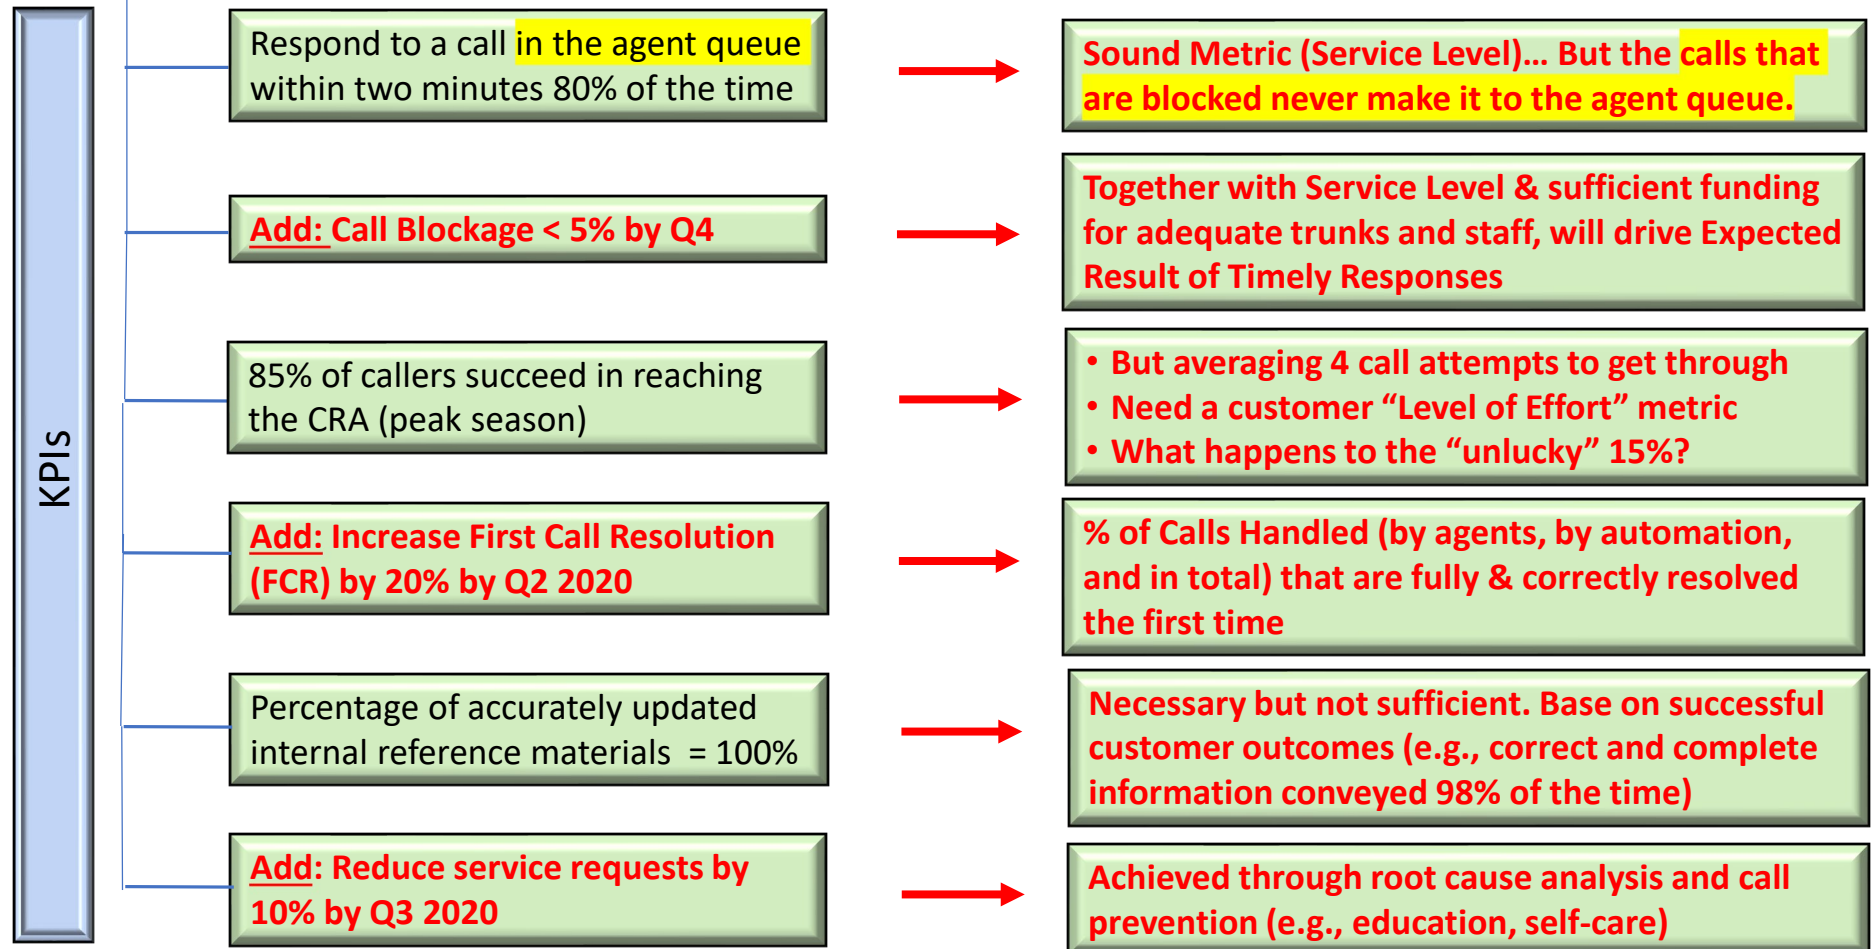 KPIs
Respond to a call in the agent queue
within two minutes 80% of the time
Sound Metric (Service Level)... But the calls that
are blocked never make it to the agent queue.
Add: Call Blockage < 5% by Q4
Together with Service Level & sufficient funding
for adequate trunks and staff, will drive Expected
Result of Timely Responses
85% of callers succeed in reaching
the CRA (peak season)
• But averaging 4 call attempts to get through
• Need a customer “Level of Effort” metric
• What happens to the “unlucky” 15%?
Add: Increase First Call Resolution
(FCR) by 20% by Q2 2020
% of Calls Handled (by agents, by automation,
and in total) that are fully & correctly resolved
the first time
Percentage of accurately updated
internal reference materials = 100%
Necessary but not sufficient. Base on successful
customer outcomes (e.g., correct and complete
information conveyed 98% of the time)
Add: Reduce service requests by
10% by Q3 2020
Achieved through root cause analysis and call
prevention (e.g., education, self-care)